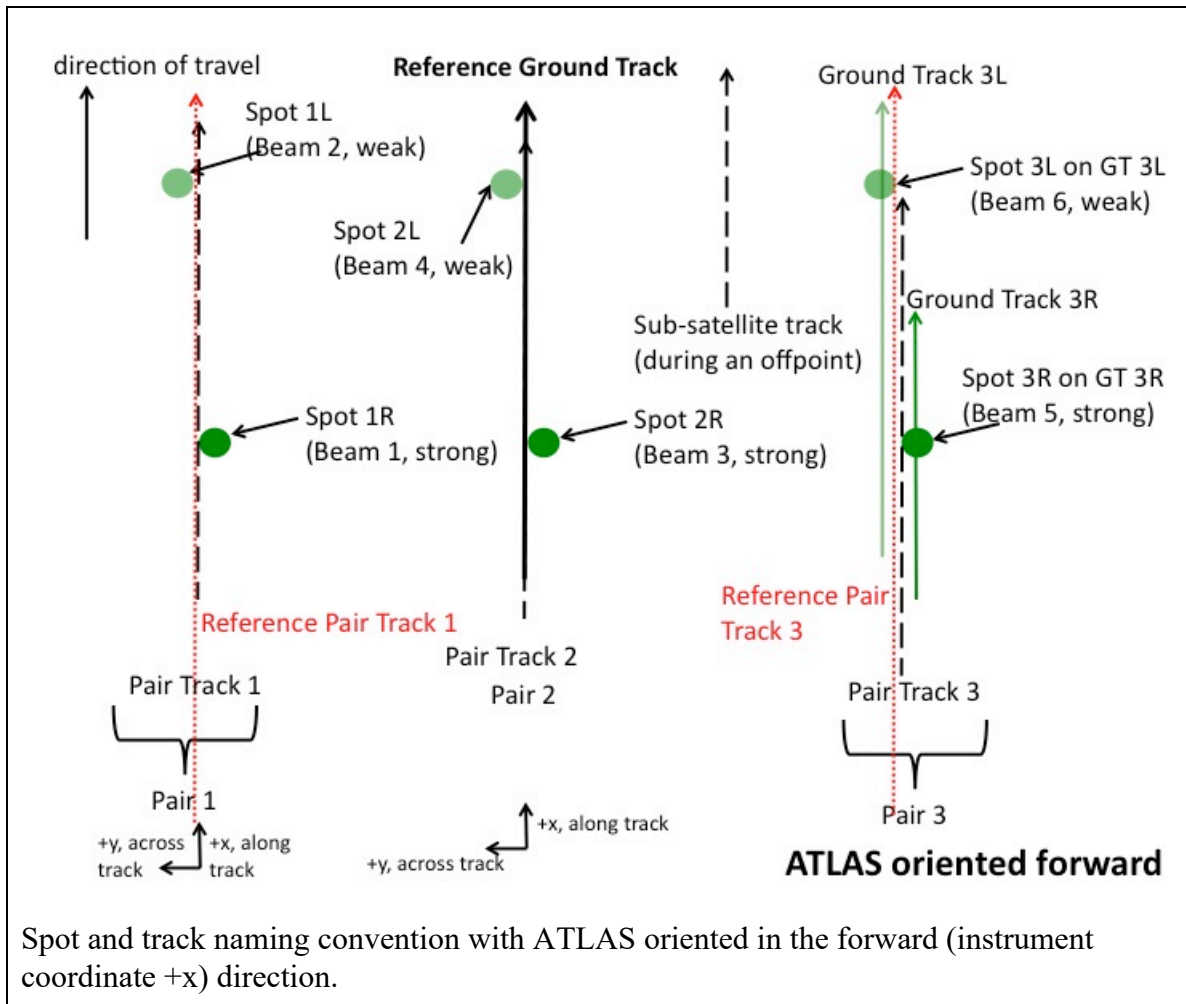 direction of travel
Reference Ground Track
Ground Track 3L
Spot 1L
(Beam 2, weak)
Spot 3L on GT 3L
(Beam 6, weak)
Spot 2L
(Beam 4, weak)
Ground Track 3R
Sub-satellite track
(during an offpoint)
Spot 1R
(Beam 1, strong)
Spot 2R
(Beam 3, strong)
Spot 3R on GT 3R
(Beam 5, strong)
Reference Pair Track 1
Reference Pair
Track 3
Pair Track 1
Pair Track 2
Pair 2
Pair Track 3
Pair 1
Pair 3
+y, across
track
+x, along
track
+x, along track
+y, across track
ATLAS oriented forward
Spot and track naming convention with ATLAS oriented in the forward (instrument
coordinate +x) direction.